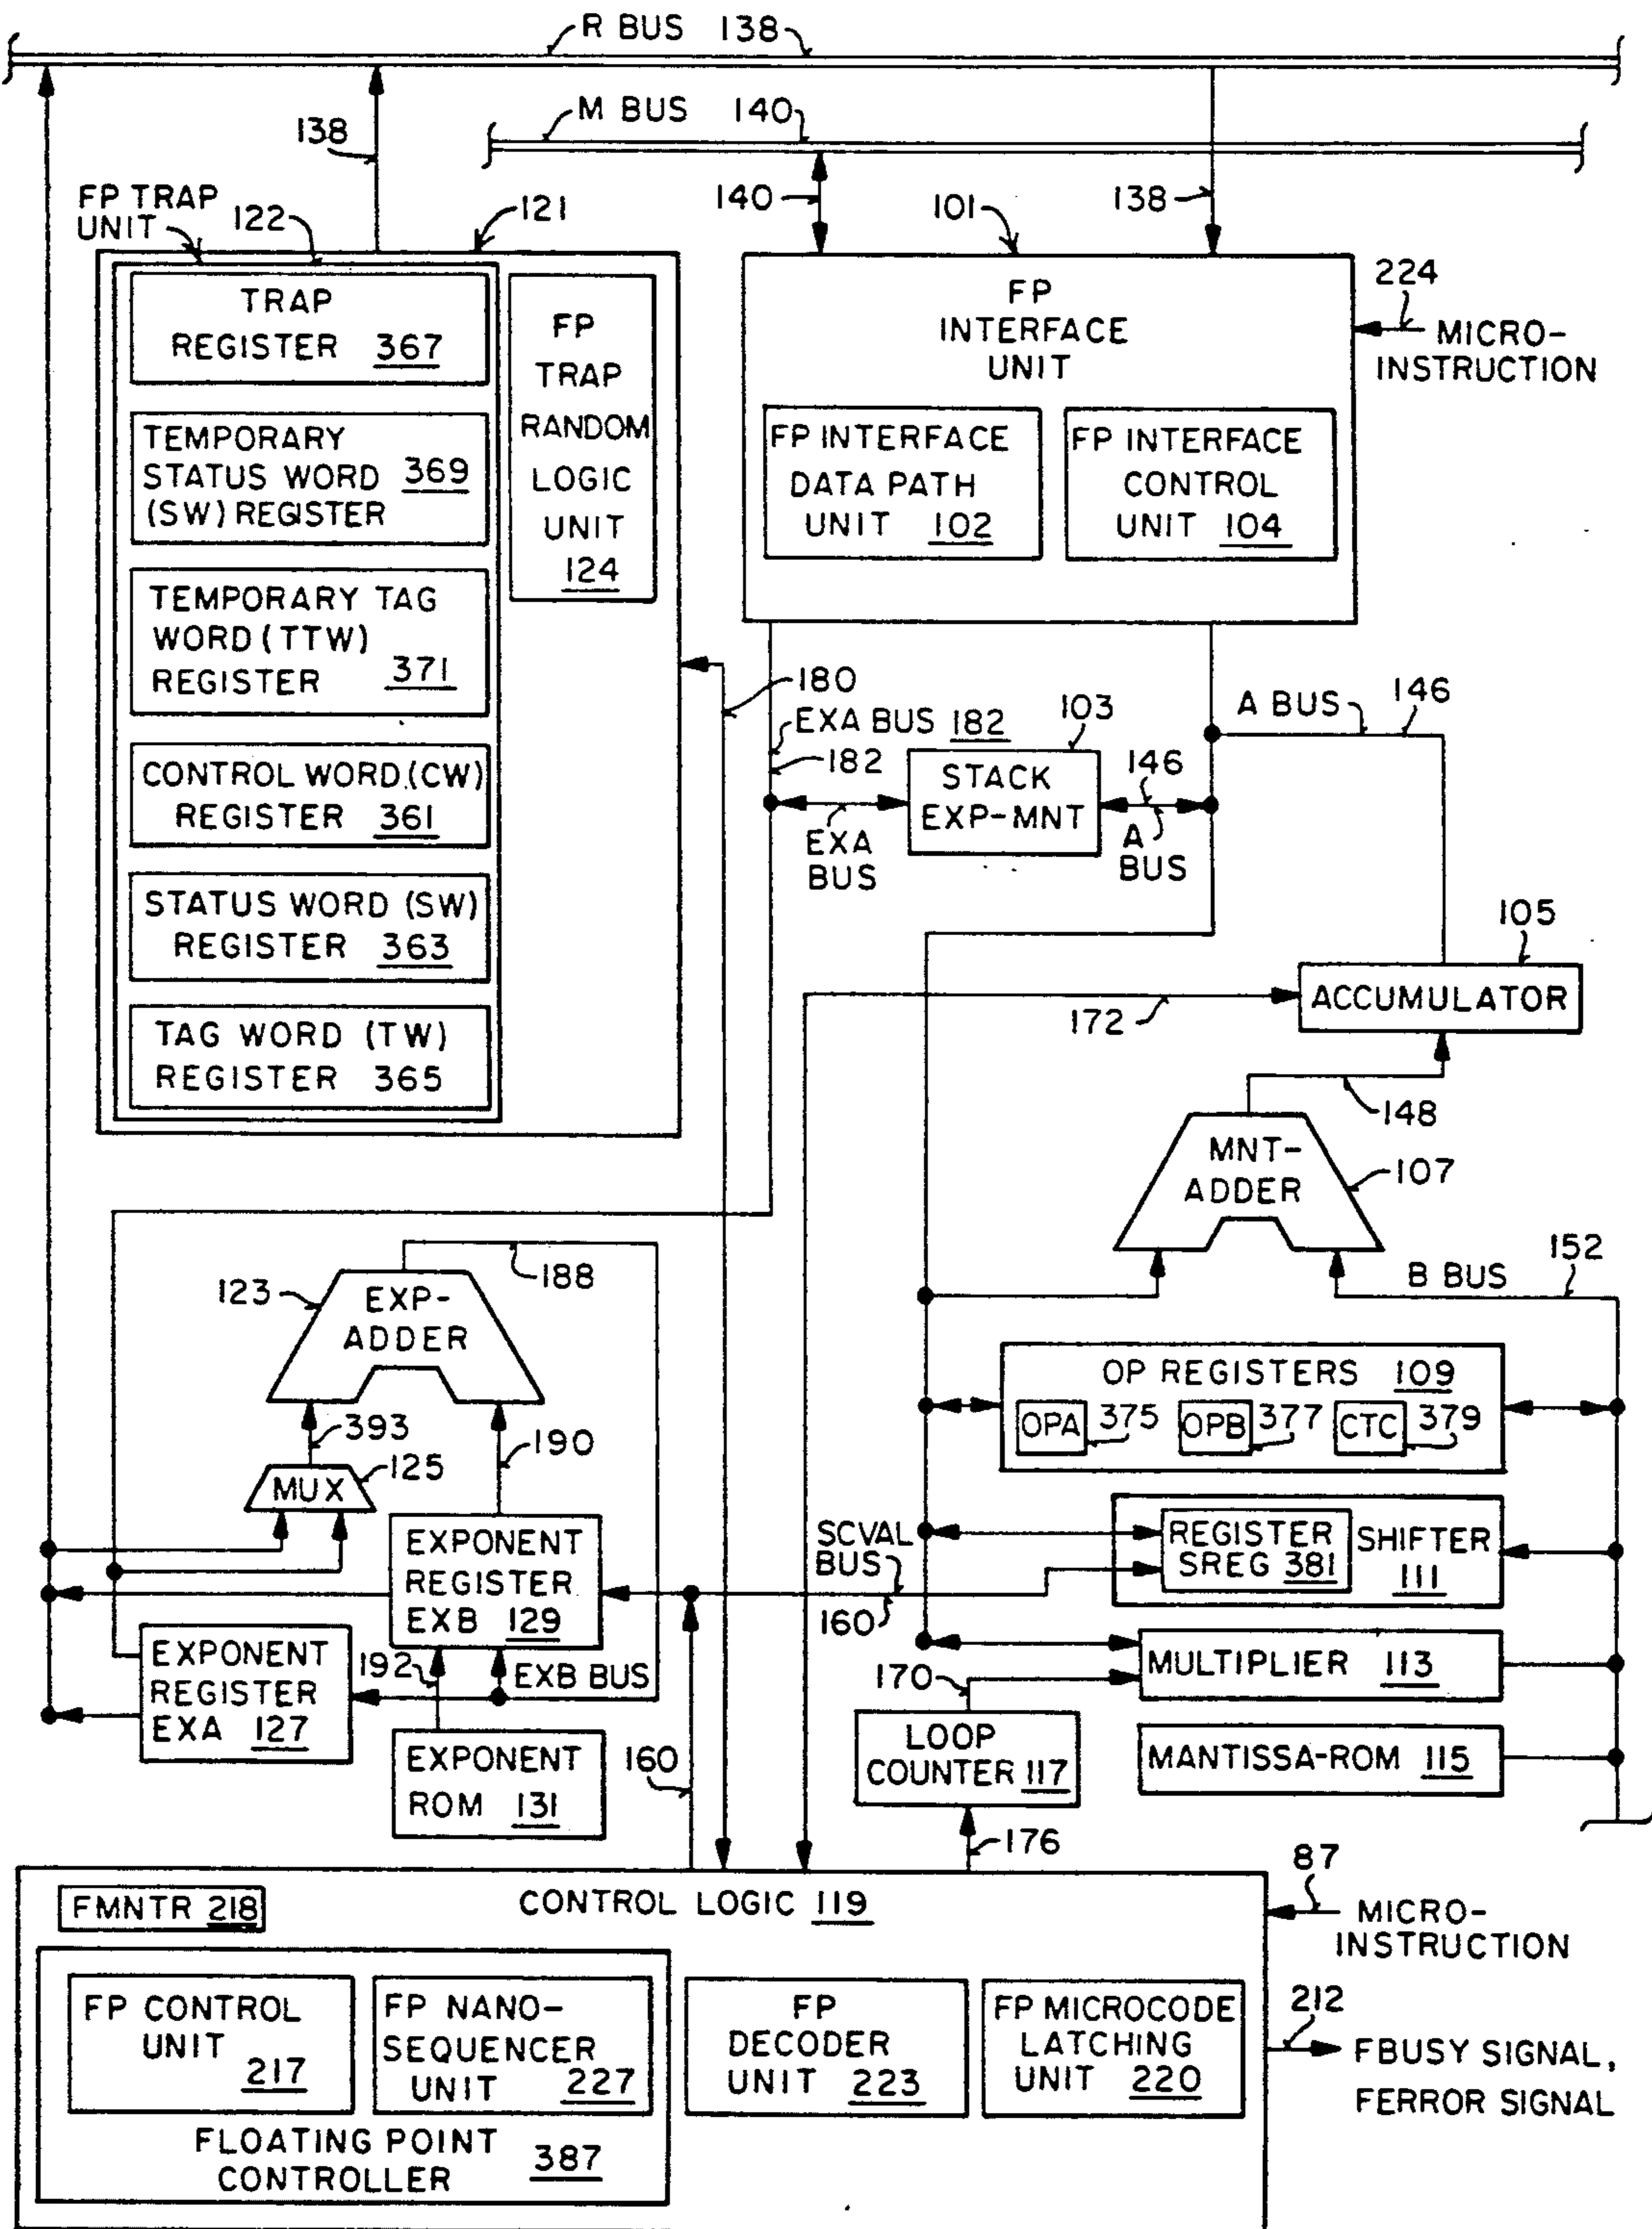 R BUS 138
M BUS 140
138
140
101
138
FP TRAP
UNIT
122
121
TRAP
REGISTER 367
TEMPORARY
STATUS WORD 369
(SW) REGISTER
TEMPORARY TAG
WORD (TTW)
REGISTER 371
CONTROL WORD (CW)
REGISTER 361
STATUS WORD (SW)
REGISTER 363
TAG WORD (TW)
REGISTER 365
FP
TRAP
RANDOM
LOGIC
UNIT
124
FP
INTERFACE
UNIT
FP INTERFACE
DATA PATH
UNIT 102
FP INTERFACE
CONTROL
UNIT 104
224
MICRO-
INSTRUCTION
180
EXA BUS 182
182
103
STACK
EXP-MNT
EXA
BUS
146
A
BUS
A BUS
146
105
ACCUMULATOR
172
148
MNT-
ADDER
107
B BUS
152
188
123
EXP-
ADDER
393
190
MUX
125
EXPONENT
REGISTER
EXB 129
EXPONENT
REGISTER
EXA 127
192
EXB BUS
EXPONENT
ROM 131
160
SCVAL
BUS
160
OP REGISTERS 109
OPA 375
OPB 377
CTC 379
REGISTER
SREG 381
SHIFTER
111
MULTIPLIER 113
170
LOOP
COUNTER 117
MANTISSA-ROM 115
176
FMNTR 218
CONTROL LOGIC 119
87
MICRO-
INSTRUCTION
FP CONTROL
UNIT
217
FP NANO-
SEQUENCER
UNIT 227
FP
DECODER
UNIT 223
FP MICROCODE
LATCHING
UNIT 220
212
FBUSY SIGNAL,
FERROR SIGNAL
FLOATING POINT
CONTROLLER 387